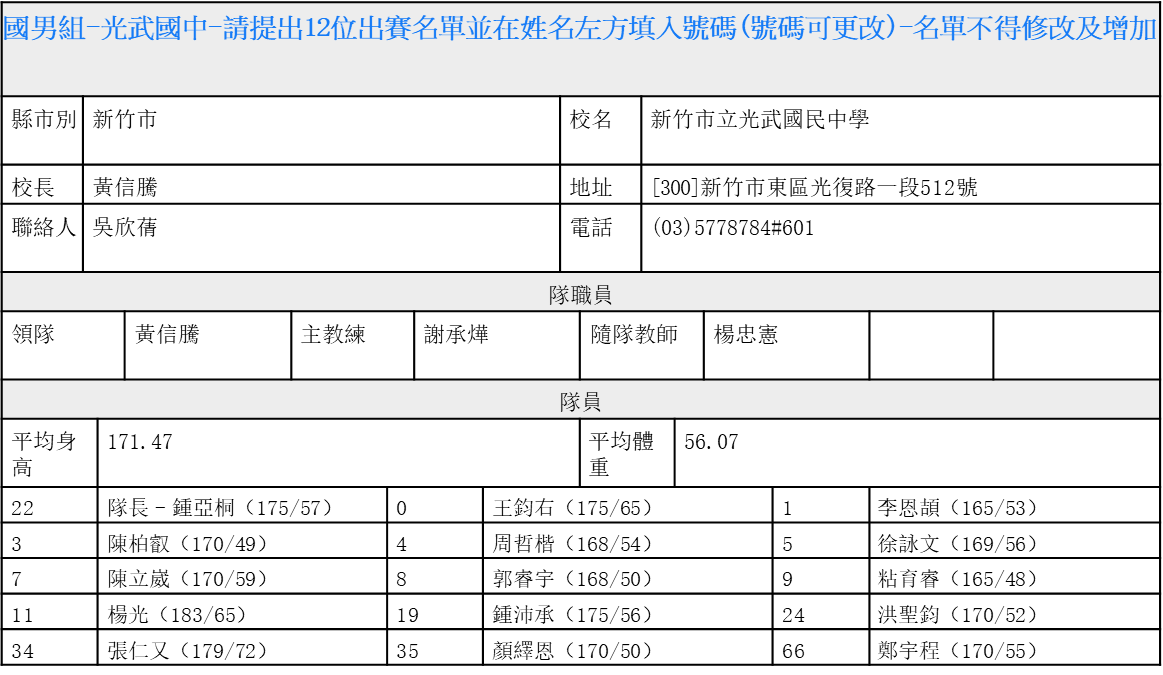 國男組-光武國中-請提出12位出賽名單並在姓名左方填入號碼(號碼可更改)-名單不得修改及增加
縣市別 新竹市 校名 新竹市立光武國民中學
校長 黃信騰 地址 [300]新竹市東區光復路一段512號
聯絡人 吳欣蒨 電話 (03)5778784#601
隊職員
領隊 黃信騰 主教練 謝承燁 隨隊教師 楊忠憲
隊員
平均身高 171.47 平均體重 56.07
22 隊長-鍾亞桐（175/57） 0 王鈞右（175/65） 1 李恩頡（165/53）
3 陳柏叡（170/49） 4 周哲楷（168/54） 5 徐詠文（169/56）
7 陳立崴（170/59） 8 郭睿宇（168/50） 9 粘育睿（165/48）
11 楊光（183/65） 19 鍾沛承（175/56） 24 洪聖鈞（170/52）
34 張仁又（179/72） 35 顏繹恩（170/50） 66 鄭宇程（170/55）